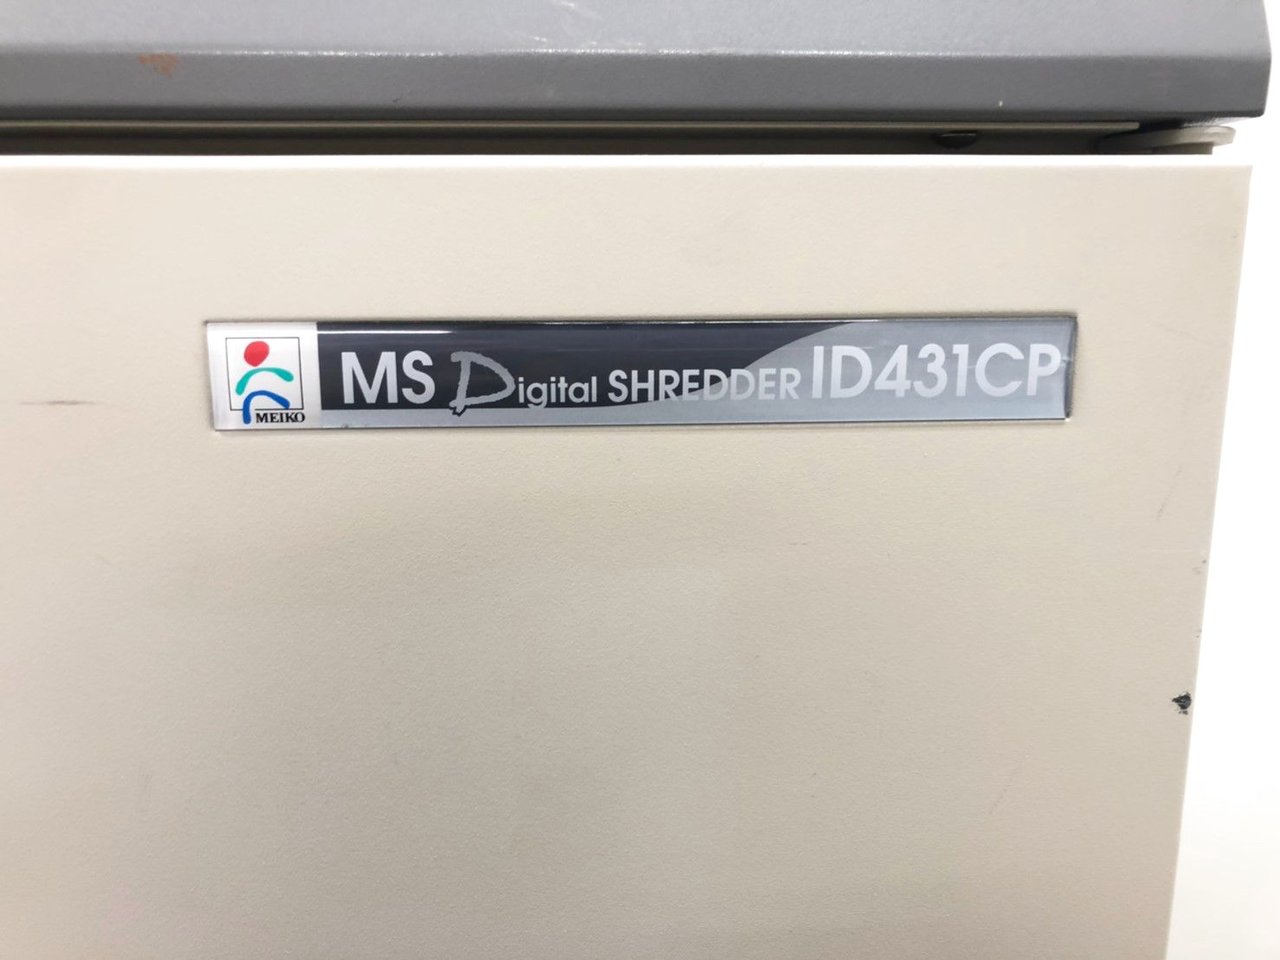 MEIKO
MS Digital SHREDDER ID431CP